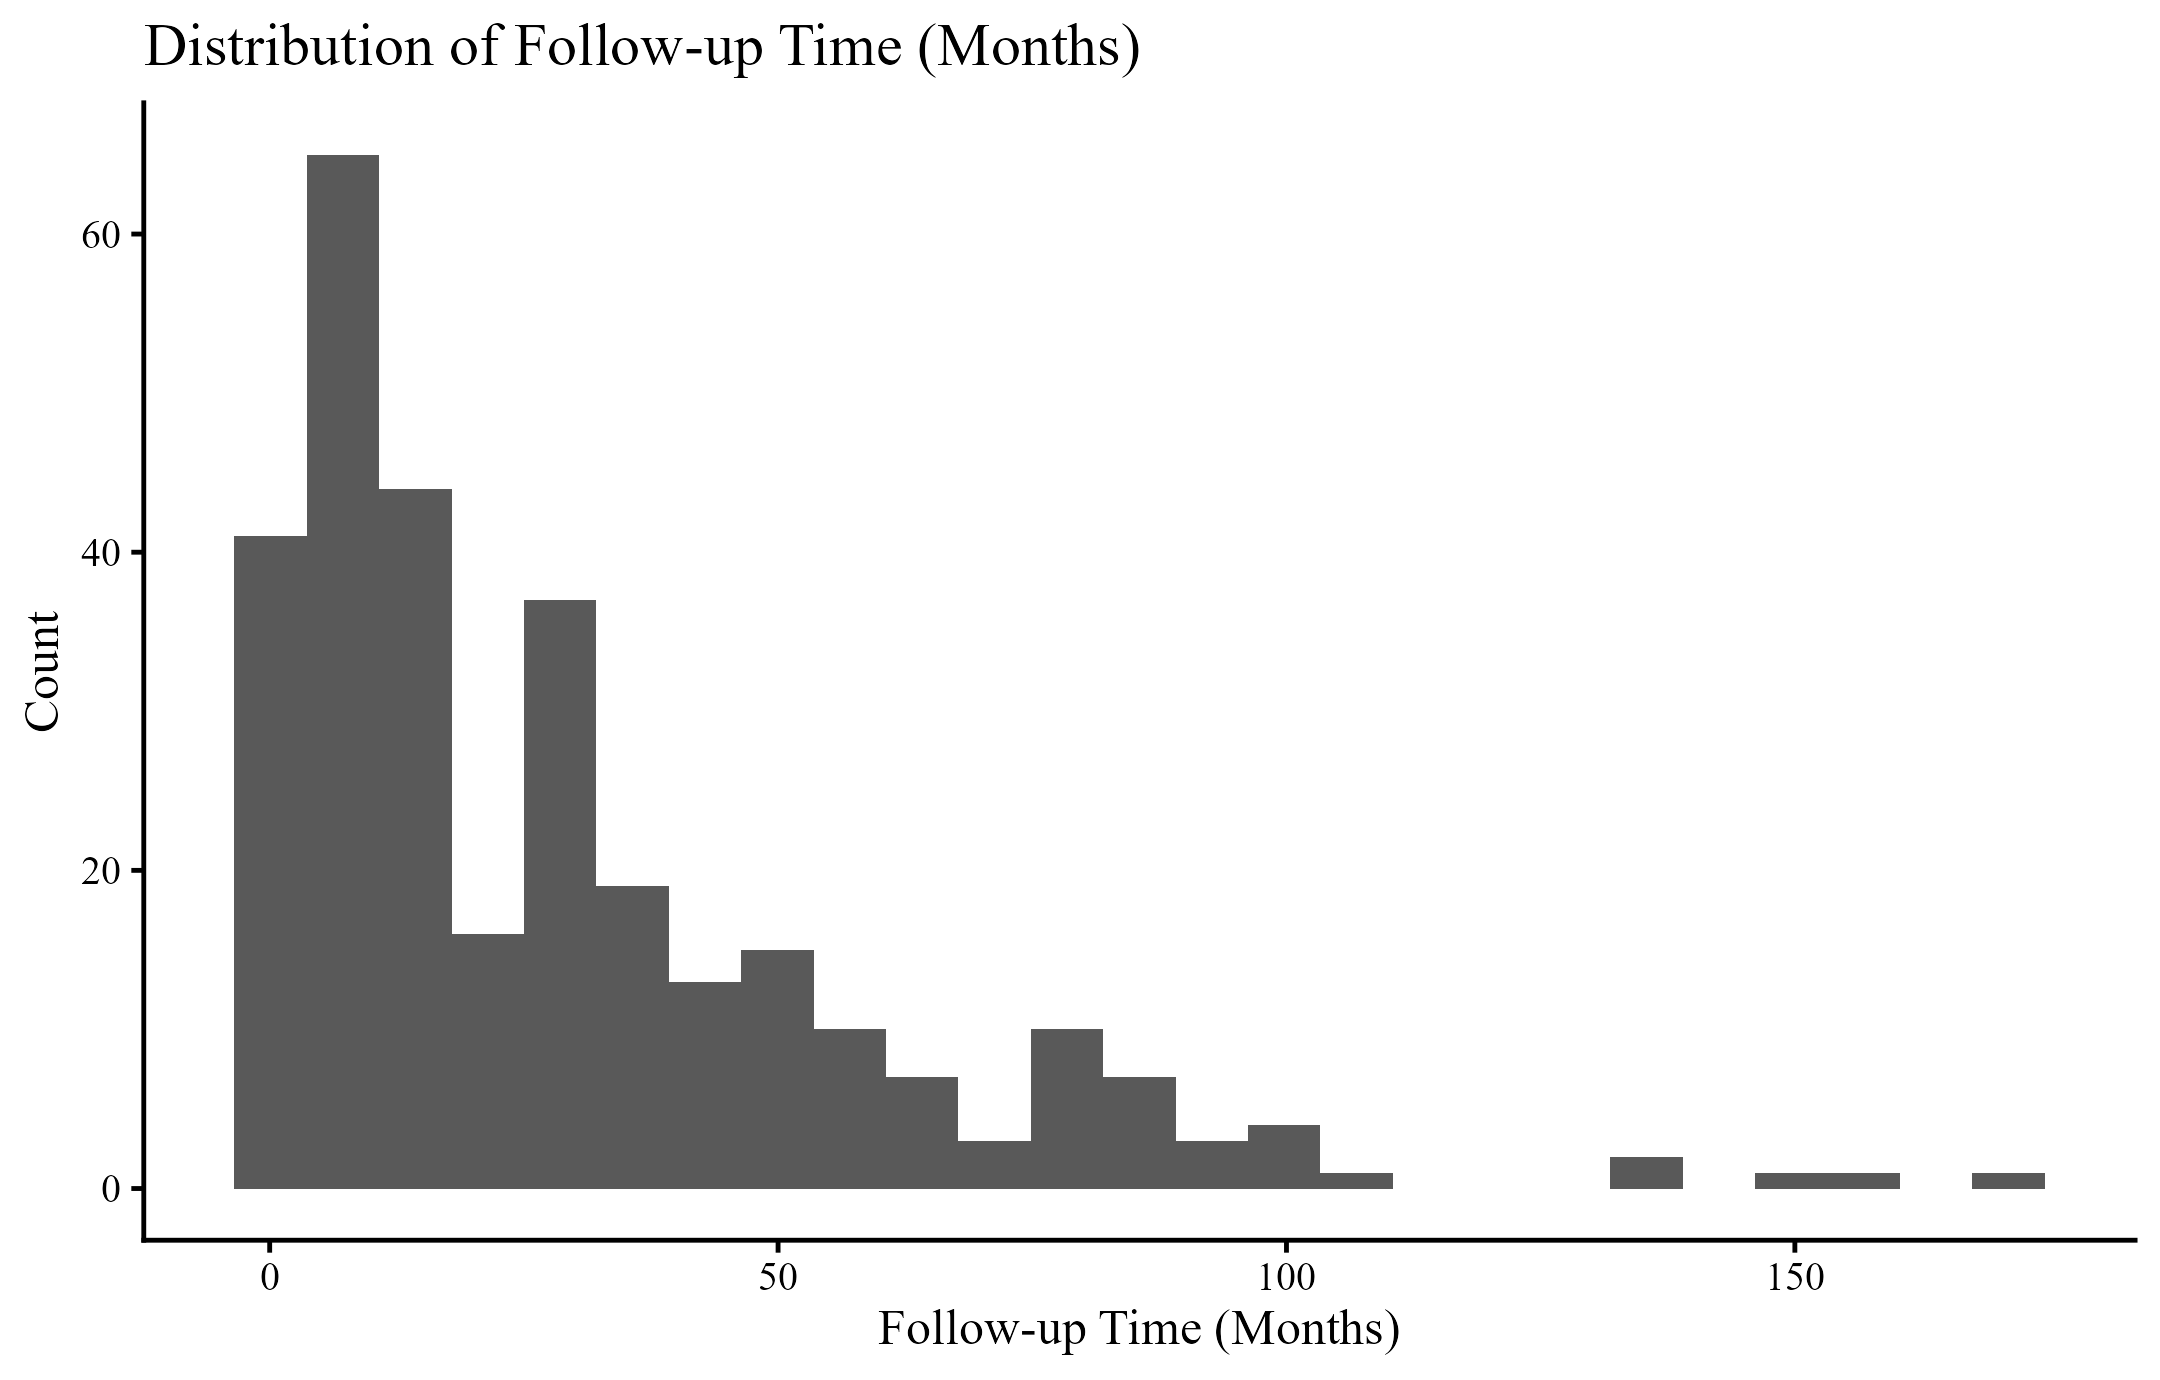 Distribution of Follow-up Time (Months)
60
40
20
0
Count
0 50 100 150
Follow-up Time (Months)